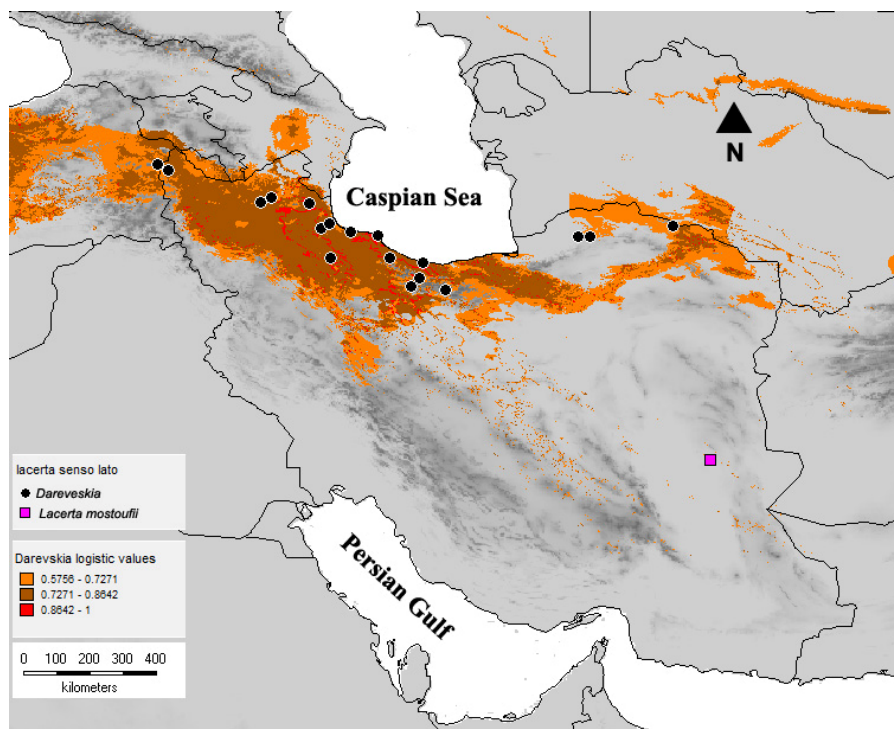 N
Caspian Sea
Persian Gulf
lacerta senso lato
Dareveskia
Lacerta mostoufii
Darevskia logistic values
0.5756 - 0.7271
0.7271 - 0.8642
0.8642 - 1
0 100 200 300 400
kilometers